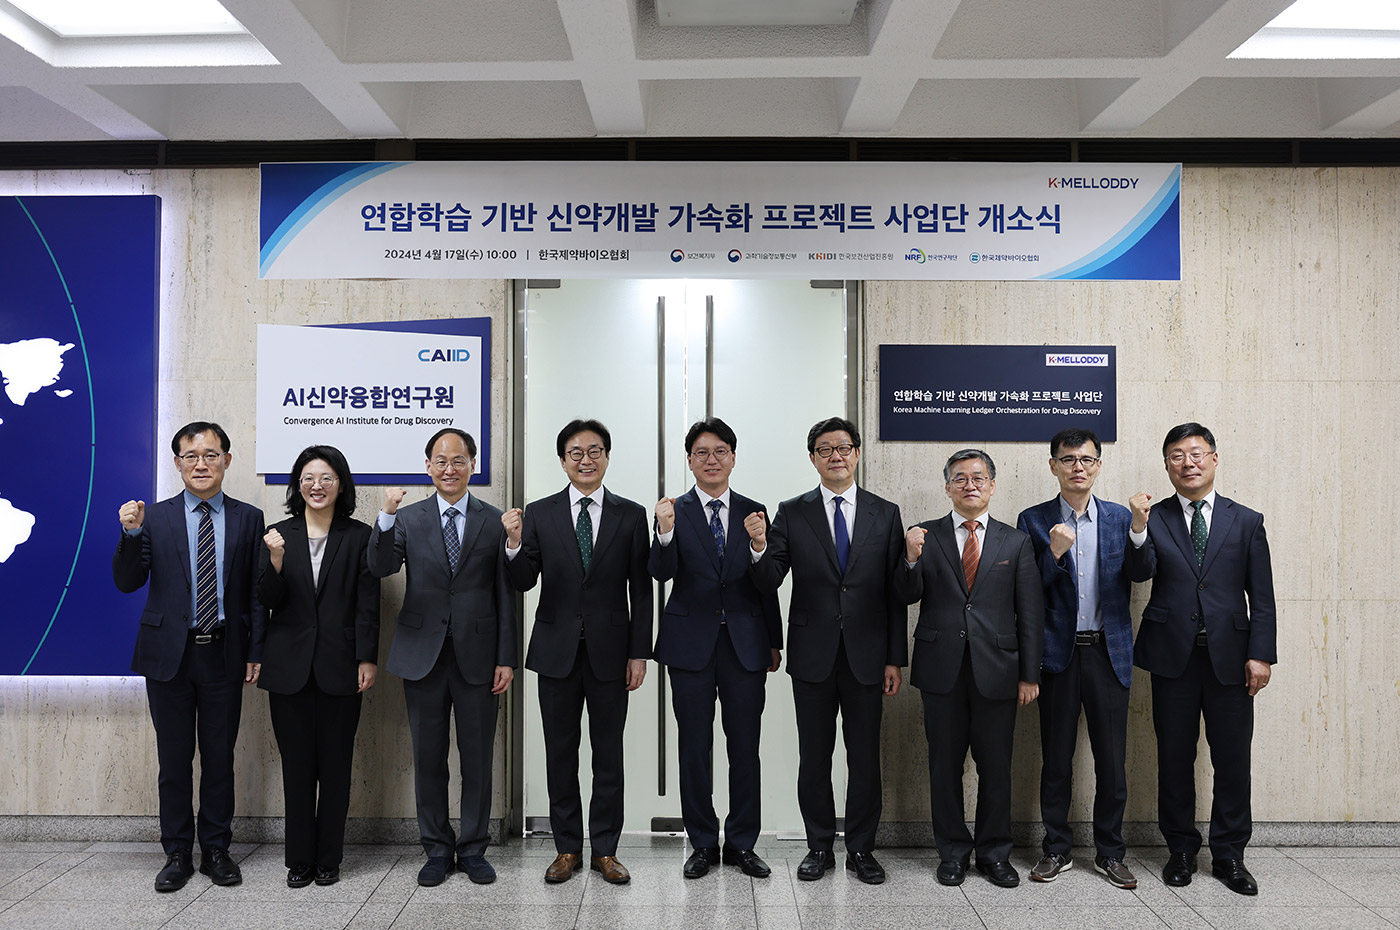 K-MELLODDY
연합학습 기반 신약개발 가속화 프로젝트 사업단 개소식
2024년 4월 17일(수) 10:00 | 한국제약바이오협회
보건복지부 과학기술정보통신부 KHIDI 한국보건산업진흥원 NRF 한국연구재단 한국제약바이오협회
CAIID
AI신약융합연구원
Convergence AI Institute for Drug Discovery
K-MELLODDY
연합학습 기반 신약개발 가속화 프로젝트 사업단
Korea Machine Learning Ledger Orchestration for Drug Discovery